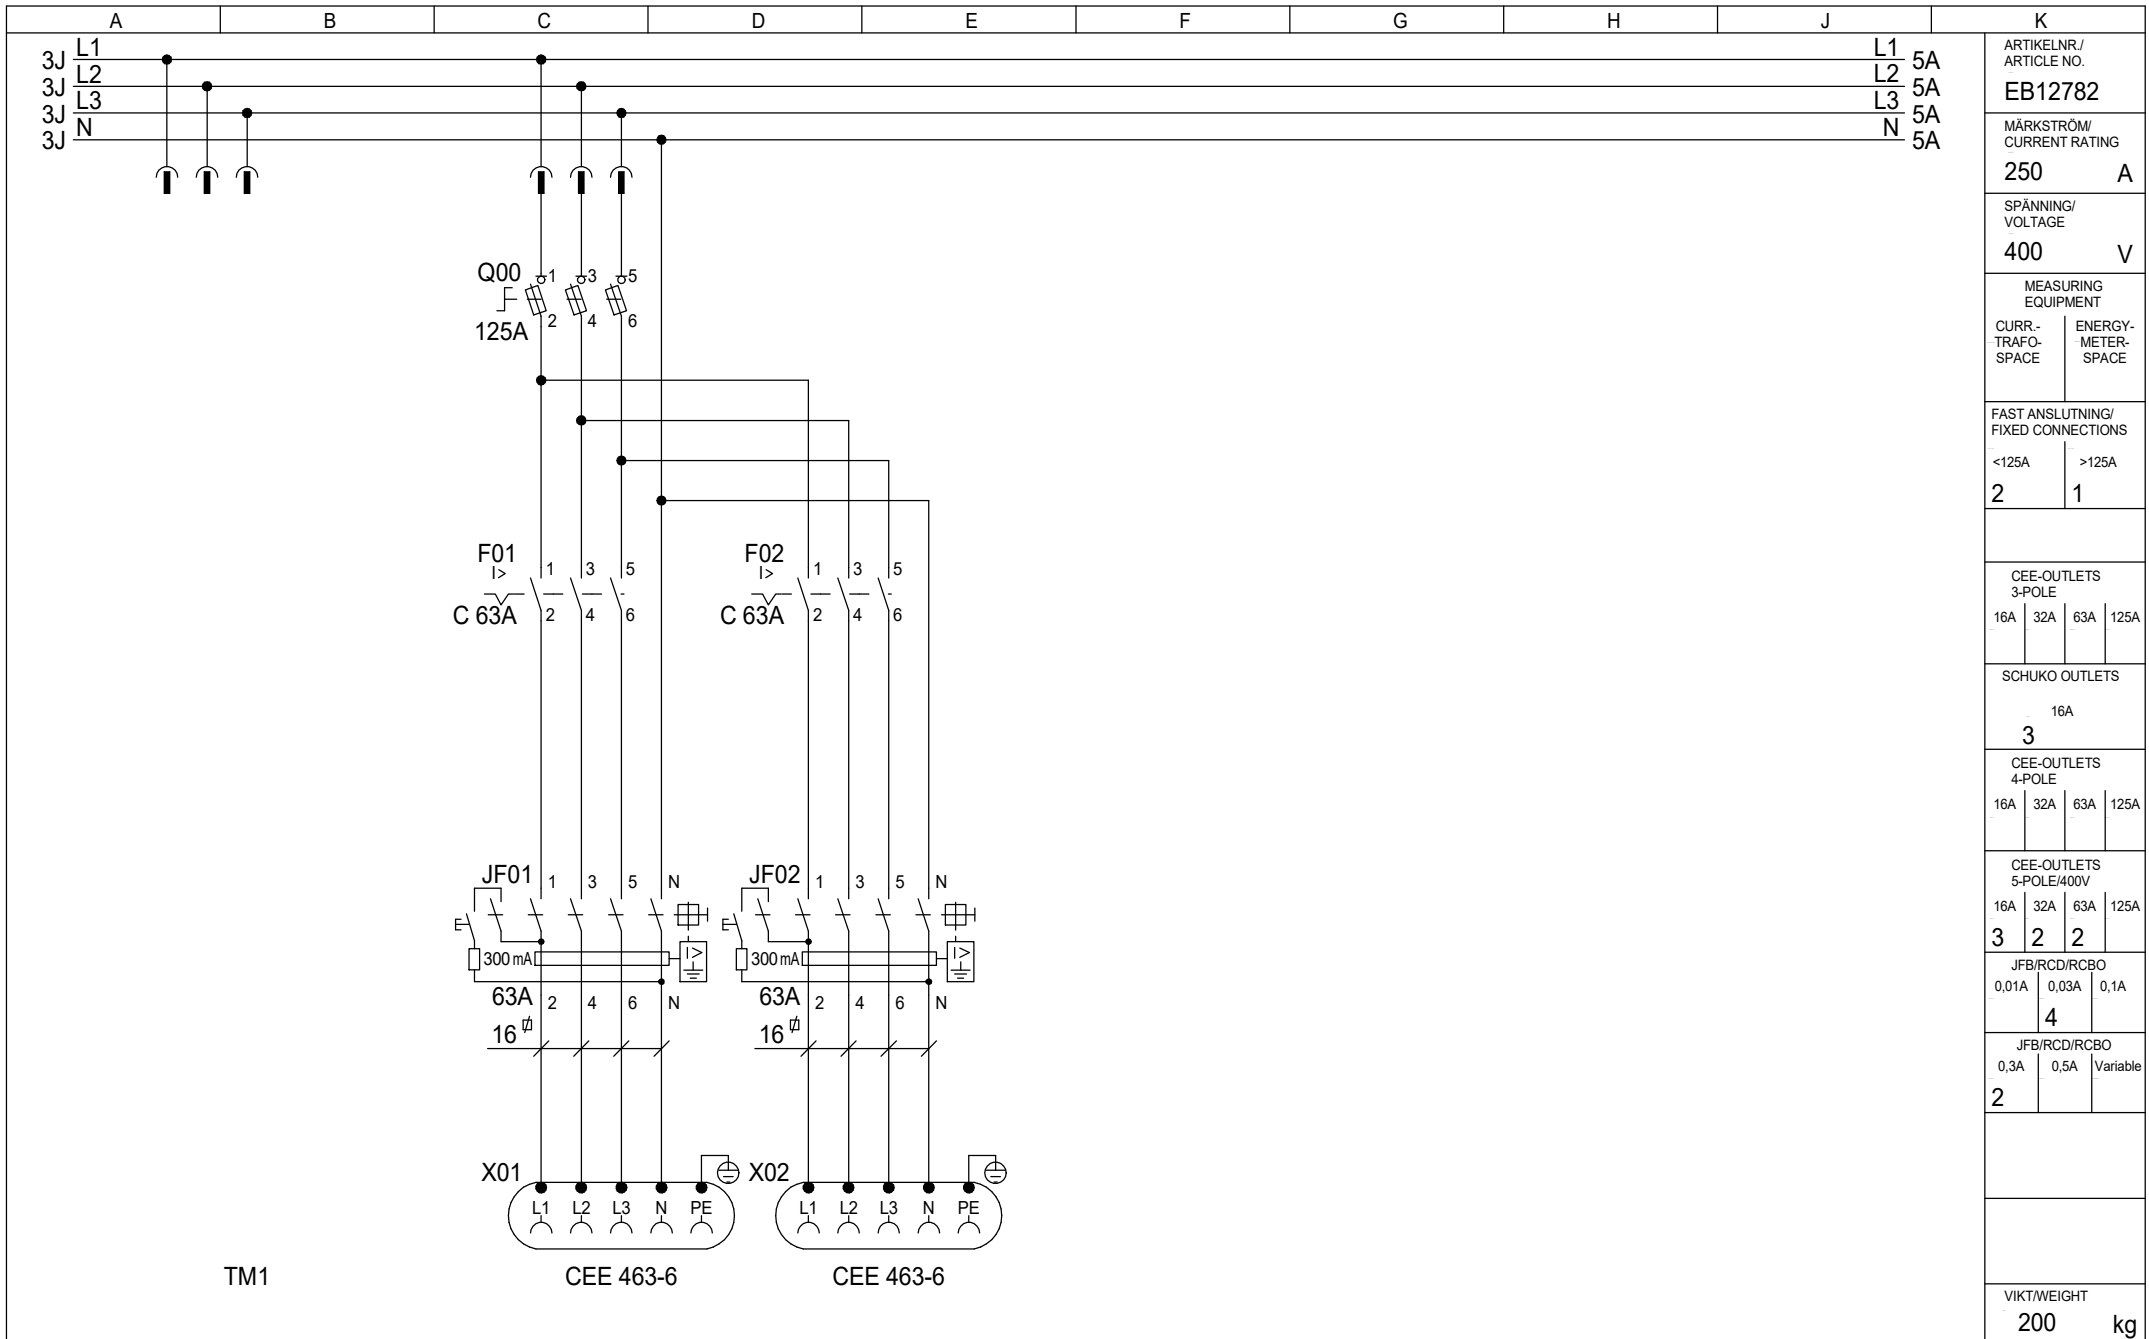 A B C D E F G H J K
3J L1 L1 5A
3J L2 L2 5A
3J L3 L3 5A
3J N N 5A
Q00 1 3 5
2 4 6
125A
F01 1 3 5
I>
C 63A 2 4 6
F02 1 3 5
I>
C 63A 2 4 6
JF01 1 3 5 N
300 mA I>
63A 2 4 6 N
16
JF02 1 3 5 N
300 mA I>
63A 2 4 6 N
16
X01
L1 L2 L3 N PE
X02
L1 L2 L3 N PE
TM1 CEE 463-6 CEE 463-6
ARTIKELNR./
ARTICLE NO.
EB12782
MÄRKSTRÖM/
CURRENT RATING
250 A
SPÄNNING/
VOLTAGE
400 V
MEASURING
EQUIPMENT
CURR.-
TRAFO-
SPACE
ENERGY-
METER-
SPACE
FAST ANSLUTNING/
FIXED CONNECTIONS
<125A >125A
2 1
CEE-OUTLETS
3-POLE
16A 32A 63A 125A
SCHUKO OUTLETS
16A
3
CEE-OUTLETS
4-POLE
16A 32A 63A 125A
CEE-OUTLETS
5-POLE/400V
16A 32A 63A 125A
3 2 2
JFB/RCD/RCBO
0,01A 0,03A 0,1A
4
JFB/RCD/RCBO
0,3A 0,5A Variable
2
VIKT/WEIGHT
200 kg